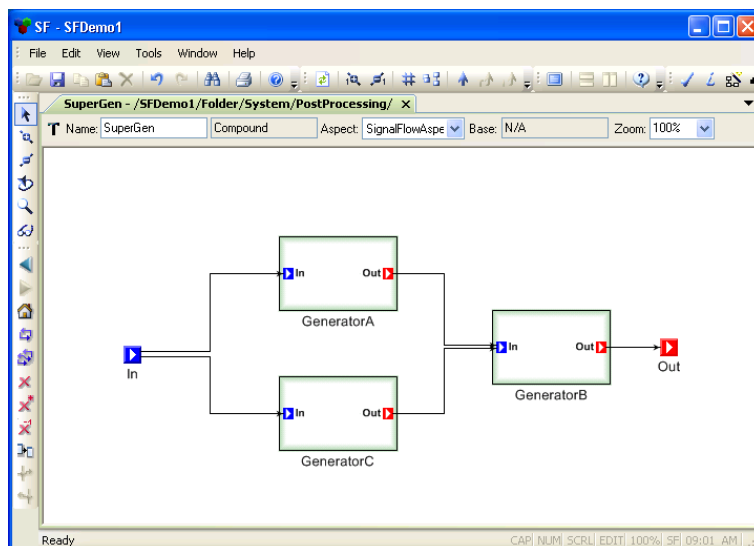 SF - SFDemo1
File Edit View Tools Window Help
SuperGen - /SFDemo1/Folder/System/PostProcessing/
Name: SuperGen Compound Aspect: SignalFlowAspe Base: N/A Zoom: 100%
In Out
GeneratorA
In
In Out
GeneratorB
Out
In Out
GeneratorC
Ready
CAP NUM SCRL EDIT 100% SF 09:01 AM